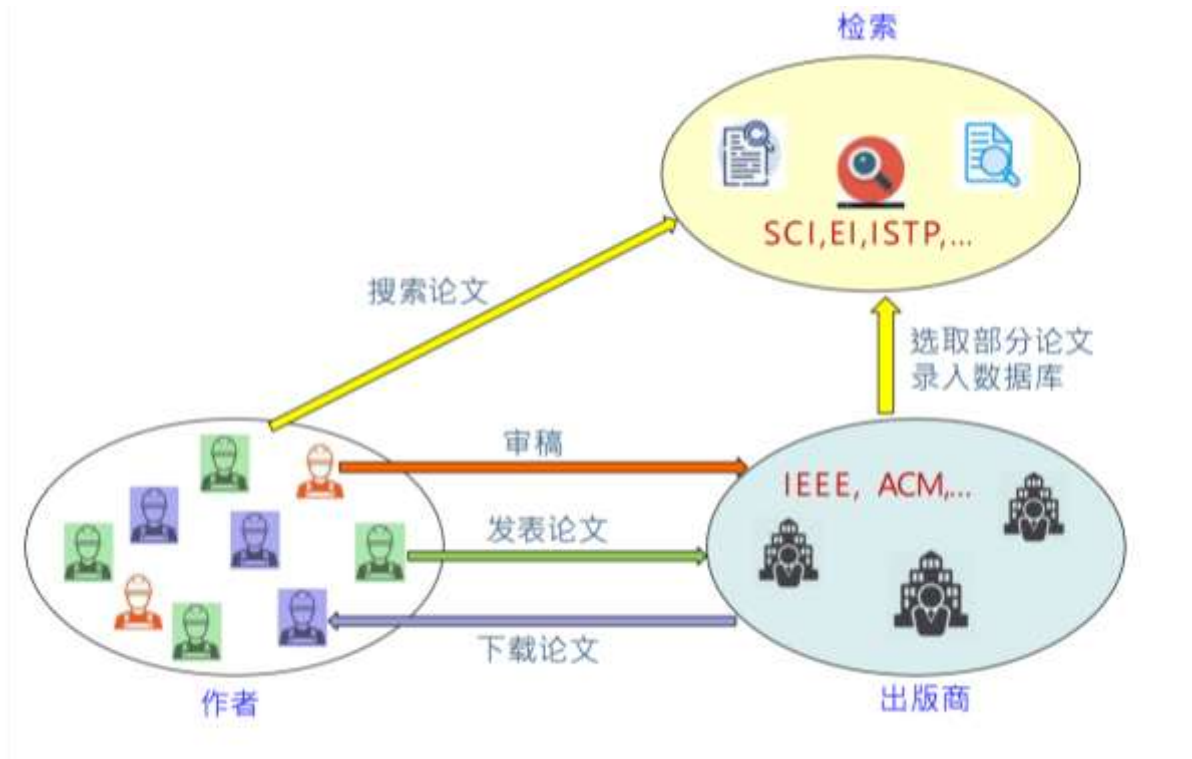 检索
SCI,EI,ISTP,...
搜索论文
选取部分论文
录入数据库
审稿
IEEE, ACM,...
发表论文
下载论文
作者
出版商